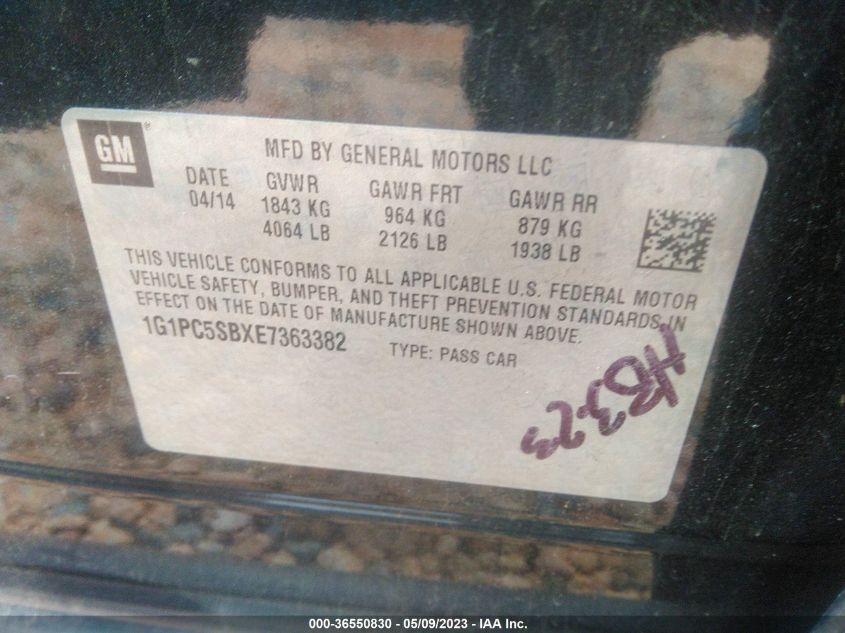 GM®
MFD BY GENERAL MOTORS LLC
DATE GVWR GAWR FRT GAWR RR
04/14 1843 KG 964 KG 879 KG
4064 LB 2126 LB 1938 LB
THIS VEHICLE CONFORMS TO ALL APPLICABLE U.S. FEDERAL MOTOR
VEHICLE SAFETY, BUMPER, AND THEFT PREVENTION STANDARDS IN
EFFECT ON THE DATE OF MANUFACTURE SHOWN ABOVE.
1G1PC5SBXE7363382 TYPE: PASS CAR
HB3-23
000-36550830 - 05/09/2023 - IAA Inc.